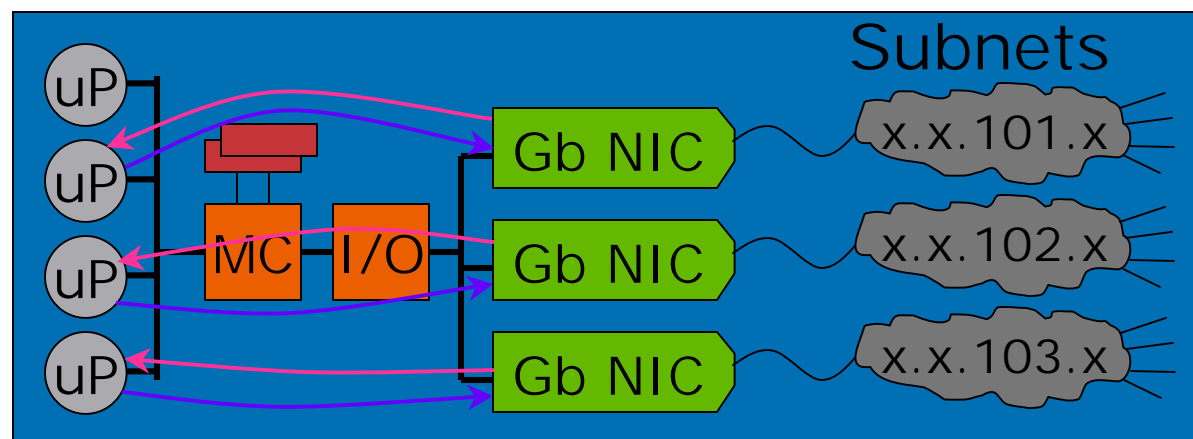 Subnets
uP
uP
uP
uP
MC
I/O
Gb NIC
Gb NIC
Gb NIC
x.x.101.x
x.x.102.x
x.x.103.x